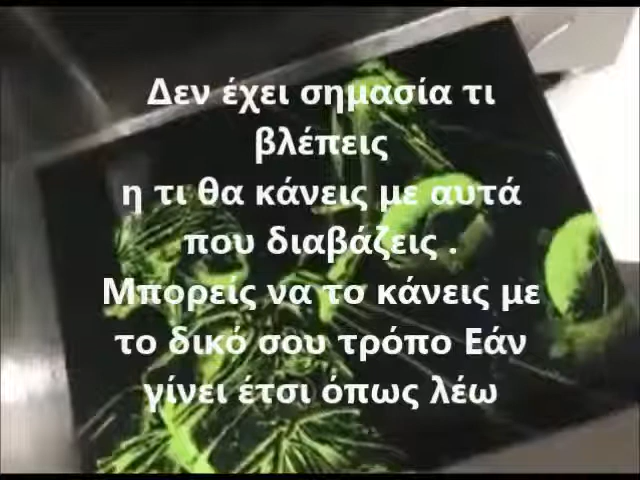 Δεν έχει σημασία τι
βλέπεις
η τι θα κάνεις με αυτά
που διαβάζεις .
Μπορείς να το κάνεις με
το δικό σου τρόπο Εάν
γίνει έτσι όπως λέω